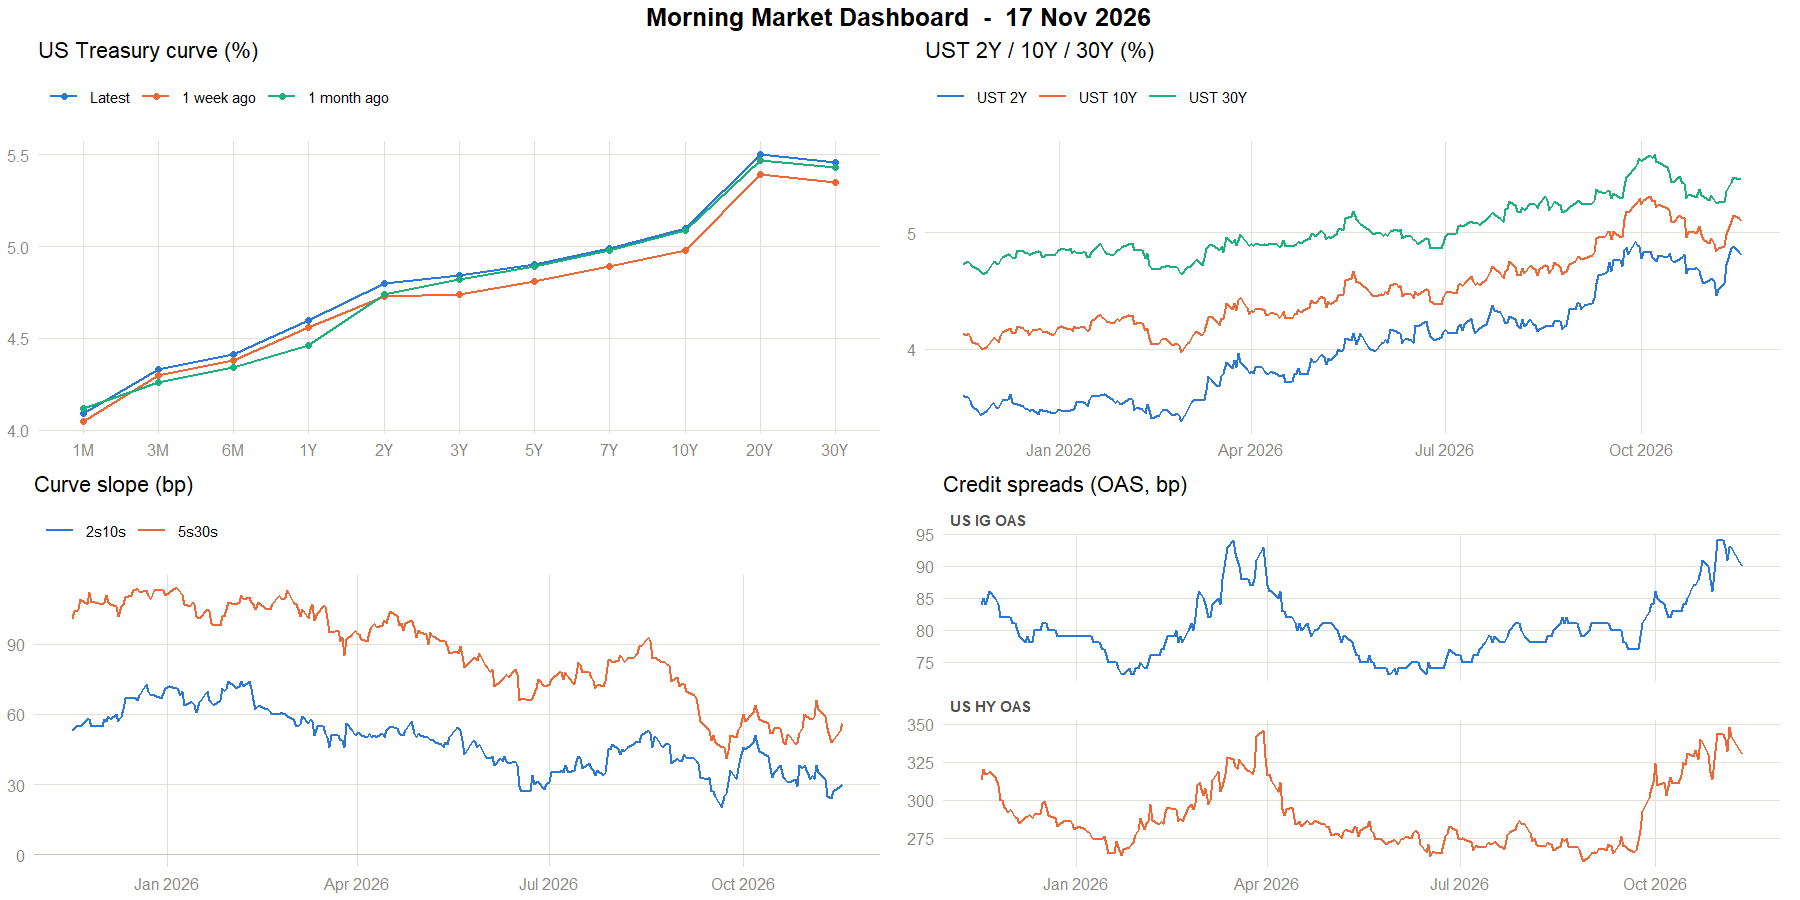 Morning Market Dashboard - 17 Nov 2026
US Treasury curve (%)
Latest 1 week ago 1 month ago
5.5
5.0
4.5
4.0
1M 3M 6M 1Y 2Y 3Y 5Y 7Y 10Y 20Y 30Y
UST 2Y / 10Y / 30Y (%)
UST 2Y UST 10Y UST 30Y
5
4
Jan 2026 Apr 2026 Jul 2026 Oct 2026
Curve slope (bp)
2s10s 5s30s
90
60
30
0
Jan 2026 Apr 2026 Jul 2026 Oct 2026
Credit spreads (OAS, bp)
US IG OAS
95
90
85
80
75
US HY OAS
350
325
300
275
Jan 2026 Apr 2026 Jul 2026 Oct 2026